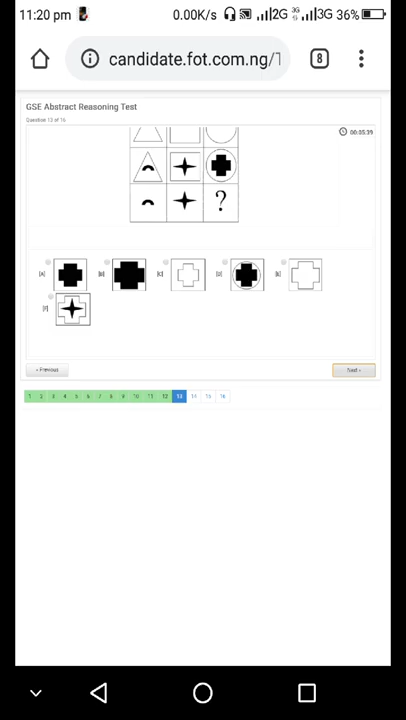 11:20 pm 0.00K/s 2G 3G 3G 36%
candidate.fot.com.ng/ 8
GSE Abstract Reasoning Test
Question 13 of 16
00:05:39
?
[A] [B] [C] [D] [E]
[F]
« Previous Next »
1 2 3 4 5 6 7 8 9 10 11 12 13 14 15 16